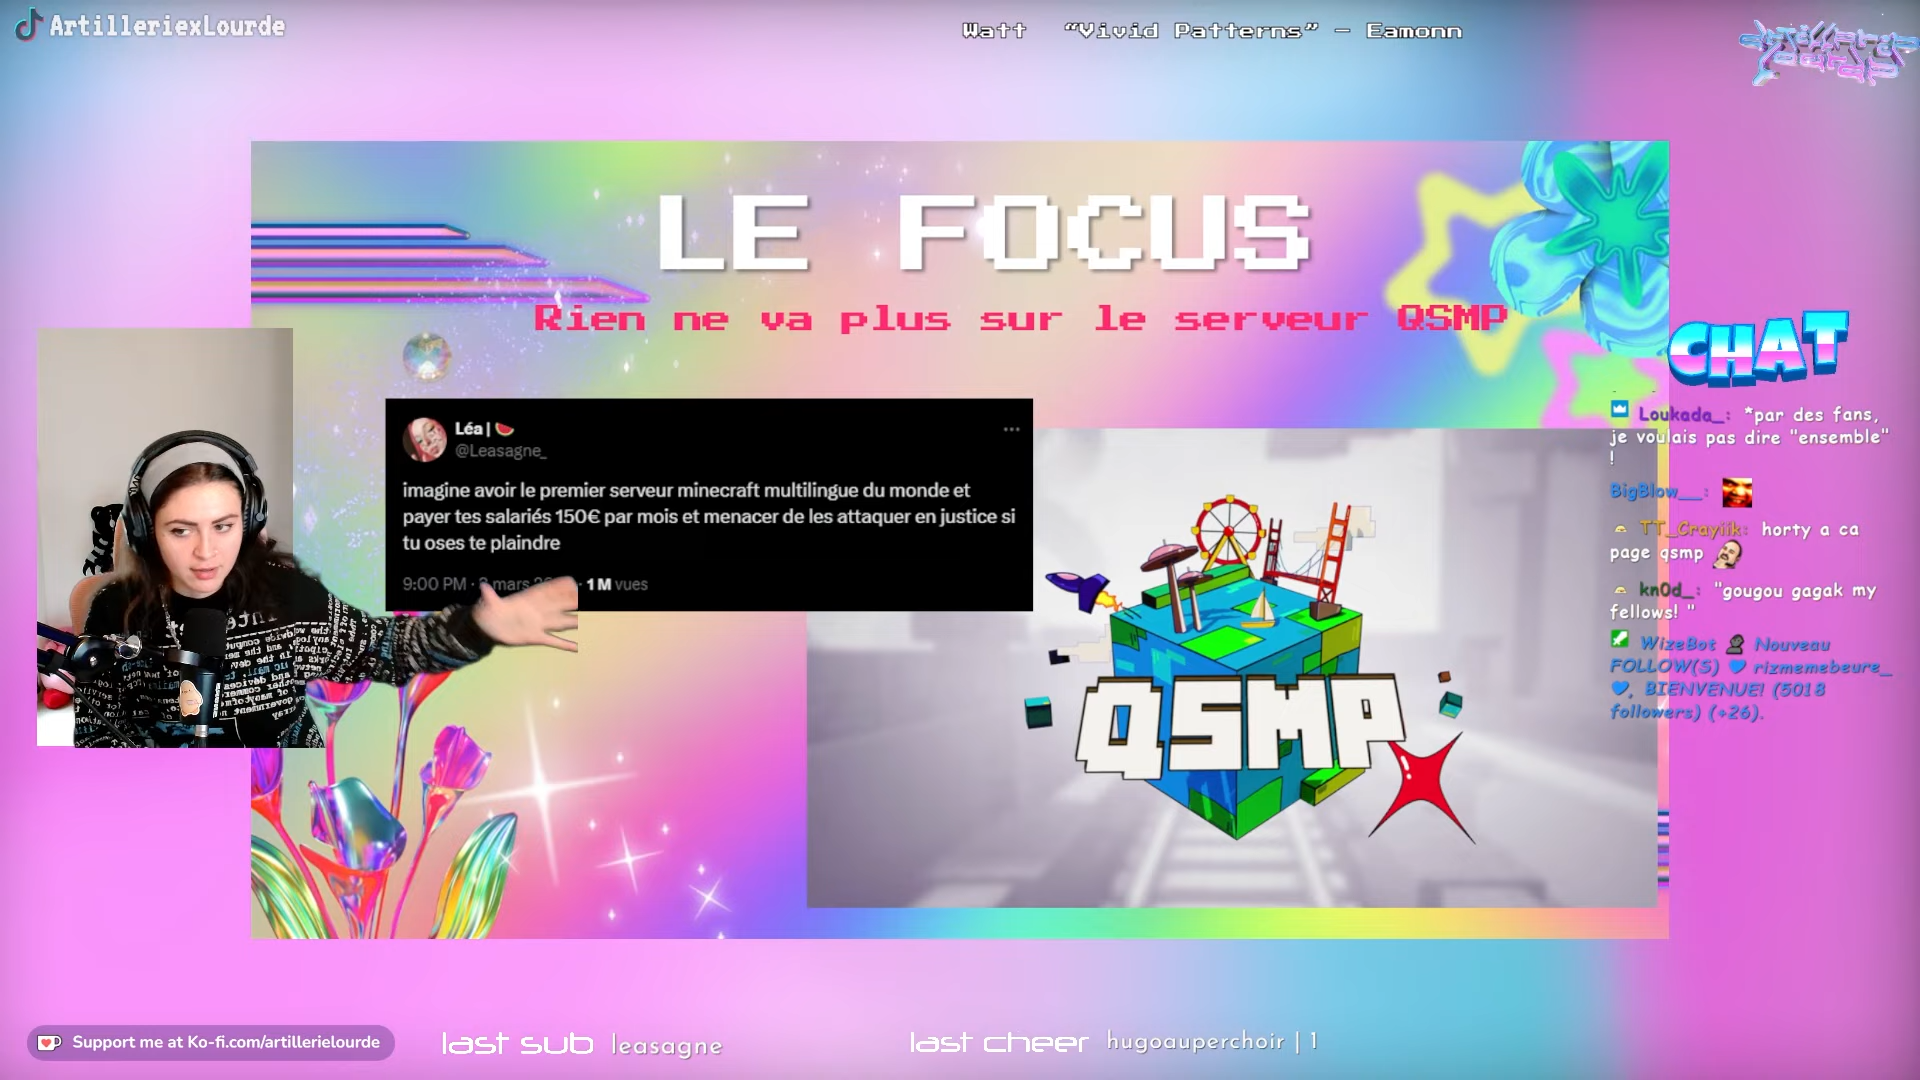 ArtilleriexLourde
Watt "Vivid Patterns" - Eamonn
LE FOCUS
Rien ne va plus sur le serveur QSMP
Léa | 🍉
@Leasagne_
imagine avoir le premier serveur minecraft multilingue du monde et
payer tes salariés 150€ par mois et menacer de les attaquer en justice si
tu oses te plaindre
9:00 PM · mars · 1 M vues
QSMP
CHAT
Loukada_: *par des fans,
je voulais pas dire "ensemble"
!
BigBlow__:
TT_Crayiik: horty a ca
page qsmp
kn0d_: "gougou gagak my
fellows! "
WizeBot Nouveau
FOLLOW(S) 💙 rizmemebeure_
💙, BIENVENUE! (5018
followers) (+26).
Support me at Ko-fi.com/artillerielourde
last sub leasagne
last cheer hugoauperchoir | 1